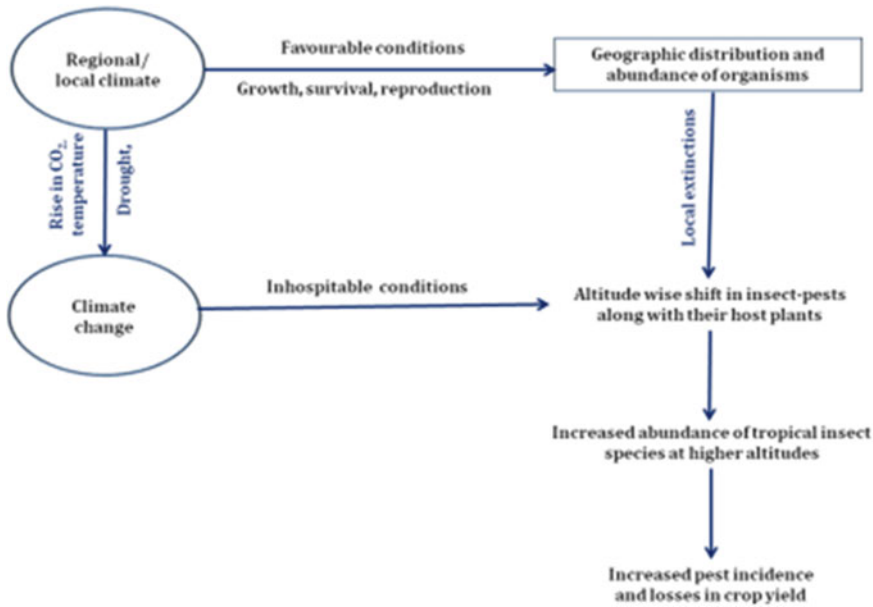 Regional/
local climate
Favourable conditions
Growth, survival, reproduction
Geographic distribution and
abundance of organisms
Rise in CO2,
temperature
Drought,
Local extinctions
Climate
change
Inhospitable conditions
Altitude wise shift in insect-pests
along with their host plants
Increased abundance of tropical insect
species at higher altitudes
Increased pest incidence
and losses in crop yield